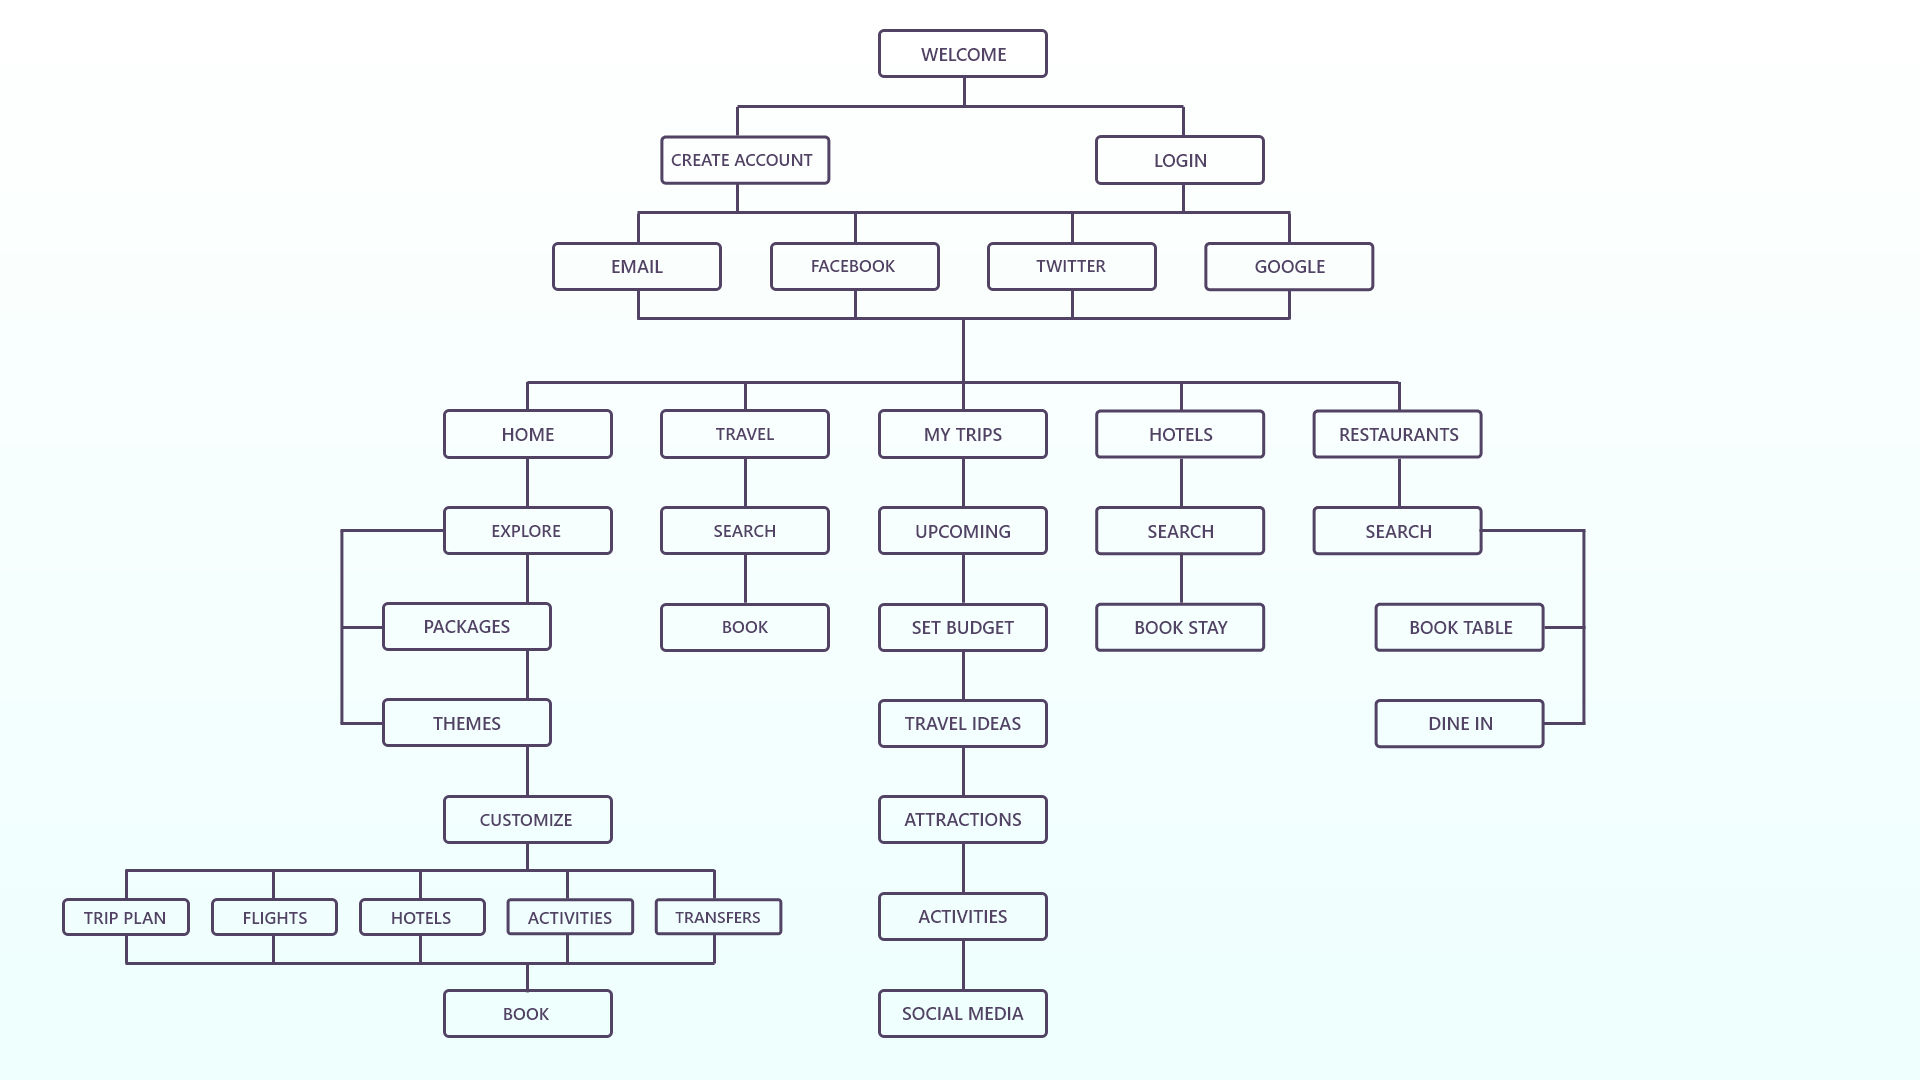 WELCOME
CREATE ACCOUNT
LOGIN
EMAIL
FACEBOOK
TWITTER
GOOGLE
HOME
TRAVEL
MY TRIPS
HOTELS
RESTAURANTS
EXPLORE
SEARCH
UPCOMING
SEARCH
SEARCH
PACKAGES
BOOK
SET BUDGET
BOOK STAY
BOOK TABLE
THEMES
TRAVEL IDEAS
DINE IN
CUSTOMIZE
ATTRACTIONS
TRIP PLAN
FLIGHTS
HOTELS
ACTIVITIES
TRANSFERS
ACTIVITIES
BOOK
SOCIAL MEDIA